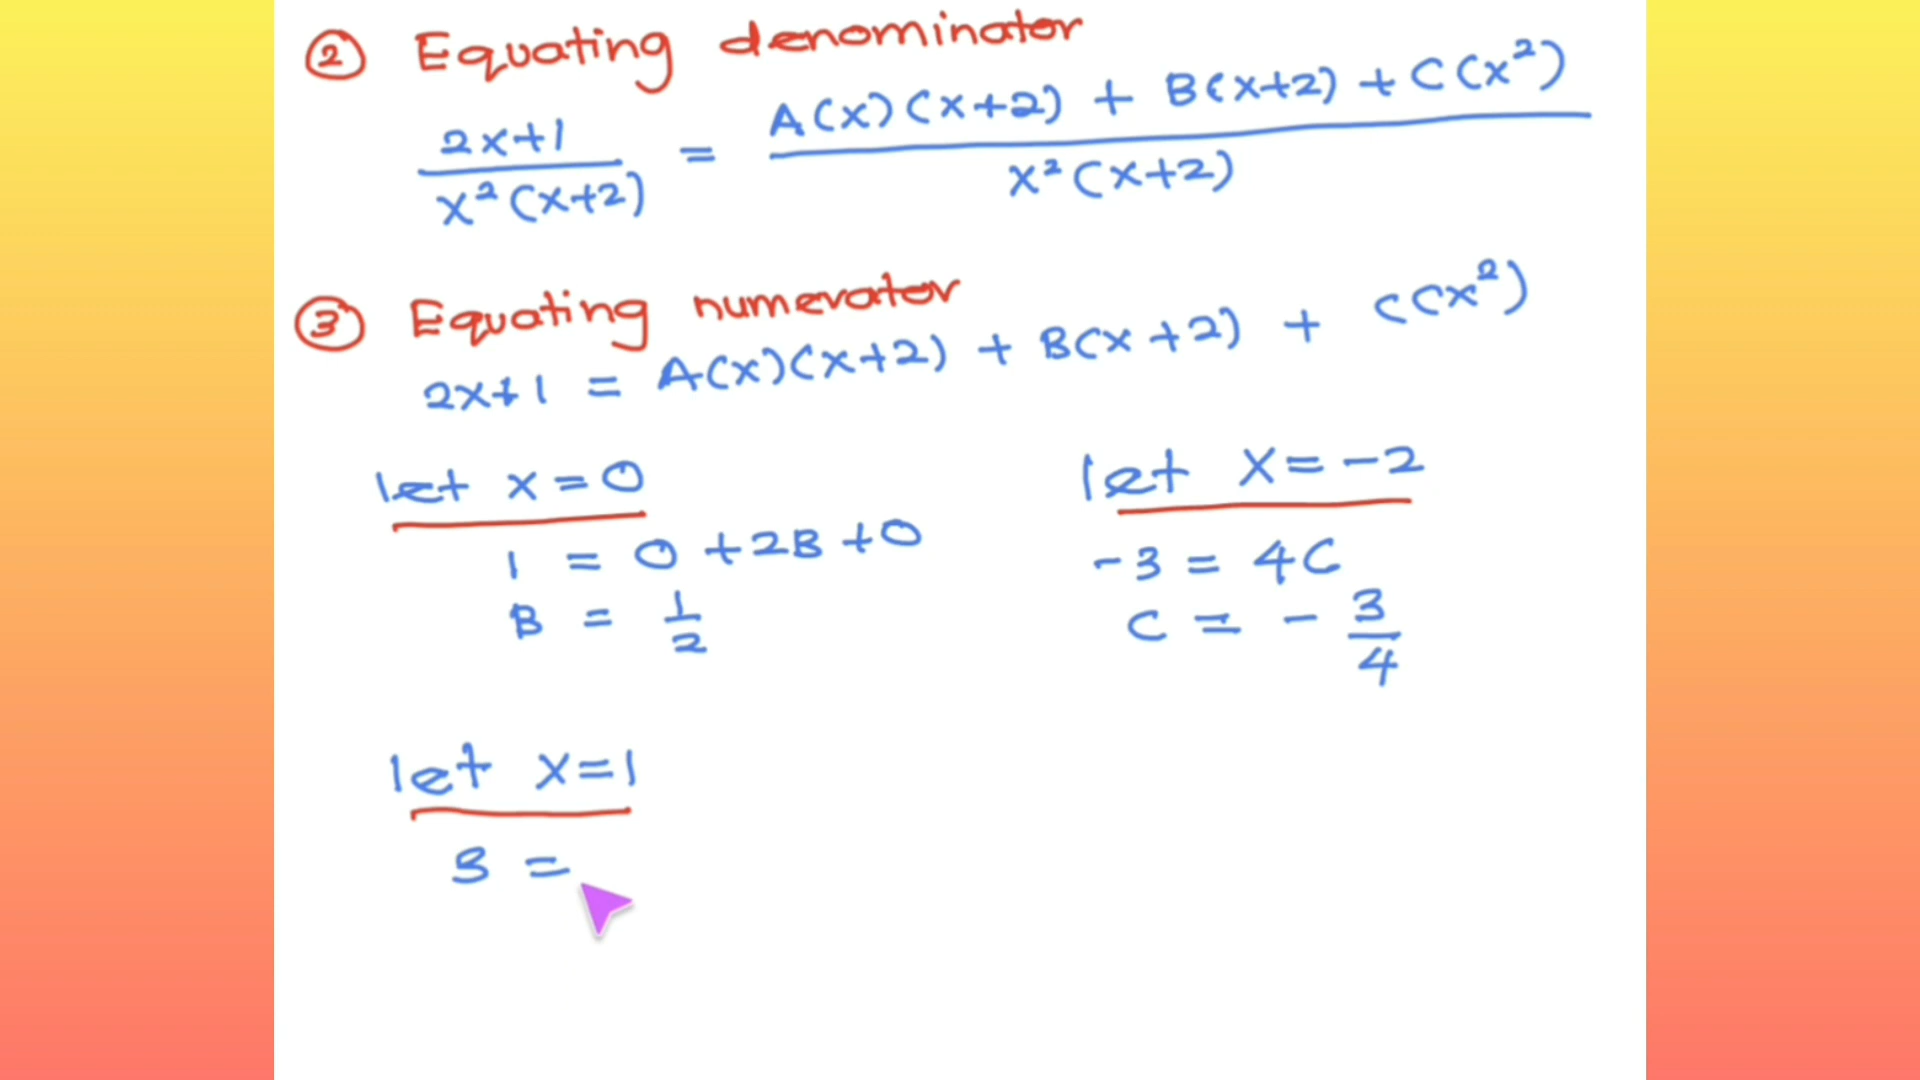 ② Equating denominator
2x+1 / x²(x+2) = A(x)(x+2) + B(x+2) + C(x²) / x²(x+2)
③ Equating numerator
2x+1 = A(x)(x+2) + B(x+2) + C(x²)
let x=0
1 = 0 +2B +0
B = 1/2
let x=-2
-3 = 4C
C = - 3/4
let x=1
3 =